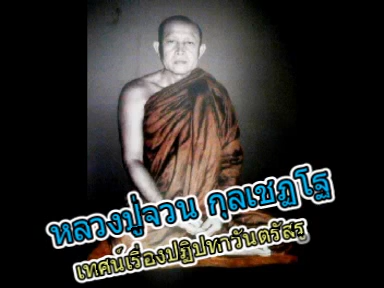 หลวงปู่จวน กุลเชฏโฐ
เทศน์เรื่องปฏิปทาวันตรัสรู้